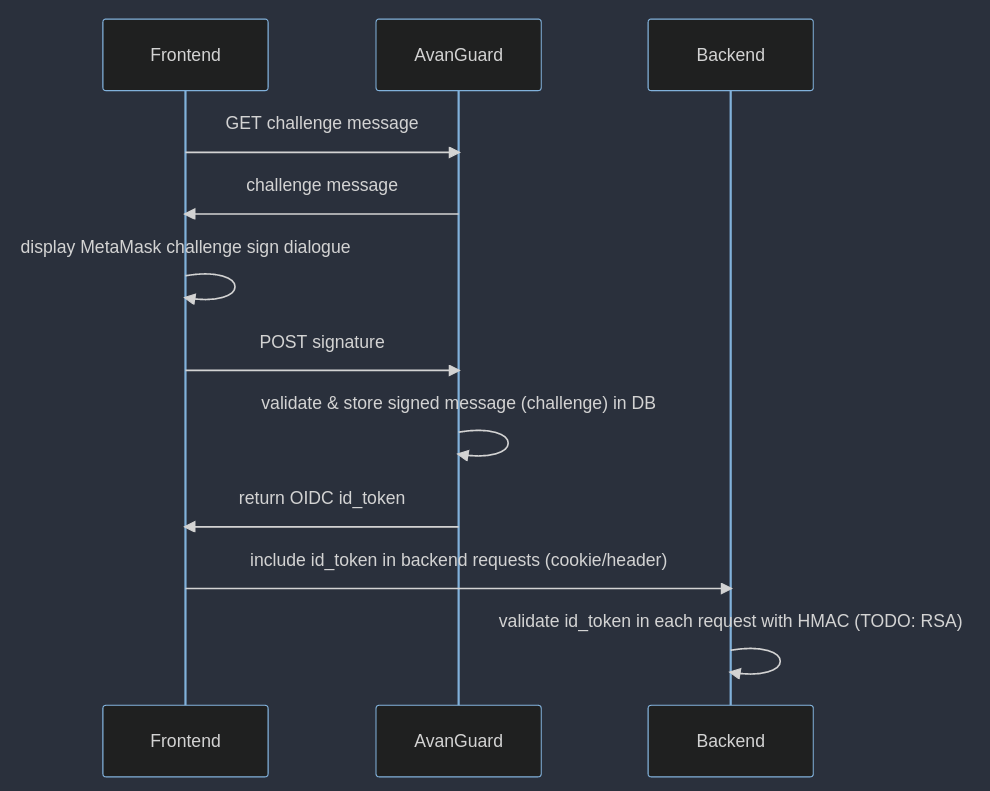 Frontend
AvanGuard
Backend
GET challenge message
challenge message
display MetaMask challenge sign dialogue
POST signature
validate & store signed message (challenge) in DB
return OIDC id_token
include id_token in backend requests (cookie/header)
validate id_token in each request with HMAC (TODO: RSA)
Frontend
AvanGuard
Backend